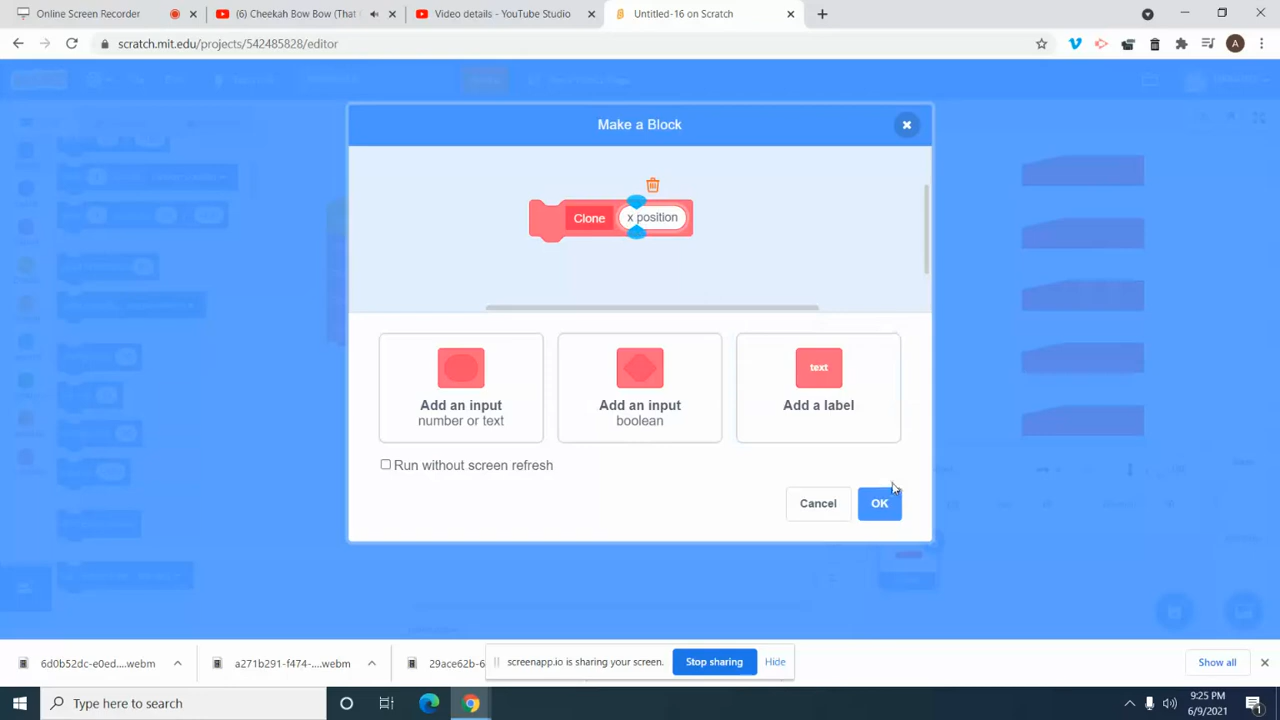 Online Screen Recorder
(6) Cheekah Bow Bow (That
Video details - YouTube Studio
Untitled-16 on Scratch
scratch.mit.edu/projects/542485828/editor
A
Make a Block
Clone x position
text
Add an input
number or text
Add an input
boolean
Add a label
Run without screen refresh
Cancel
OK
6d0b52dc-e0ed....webm
a271b291-f474-....webm
29ace62b-6
screenapp.io is sharing your screen.
Stop sharing
Hide
Show all
Type here to search
9:25 PM
6/9/2021
1